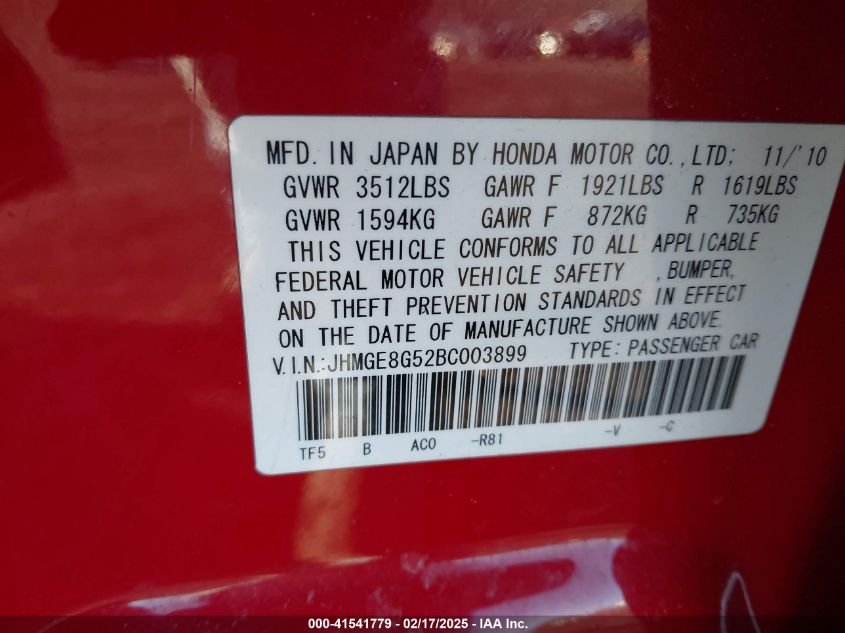 MFD. IN JAPAN BY HONDA MOTOR CO.,LTD; 11/'10
GVWR 3512LBS GAWR F 1921LBS R 1619LBS
GVWR 1594KG GAWR F 872KG R 735KG
THIS VEHICLE CONFORMS TO ALL APPLICABLE
FEDERAL MOTOR VEHICLE SAFETY , BUMPER,
AND THEFT PREVENTION STANDARDS IN EFFECT
ON THE DATE OF MANUFACTURE SHOWN ABOVE.
V.I.N.:JHMGE8G52BC003899 TYPE: PASSENGER CAR
TF5 B AC0 -R81 -V -C
000-41541779 - 02/17/2025 - IAA Inc.